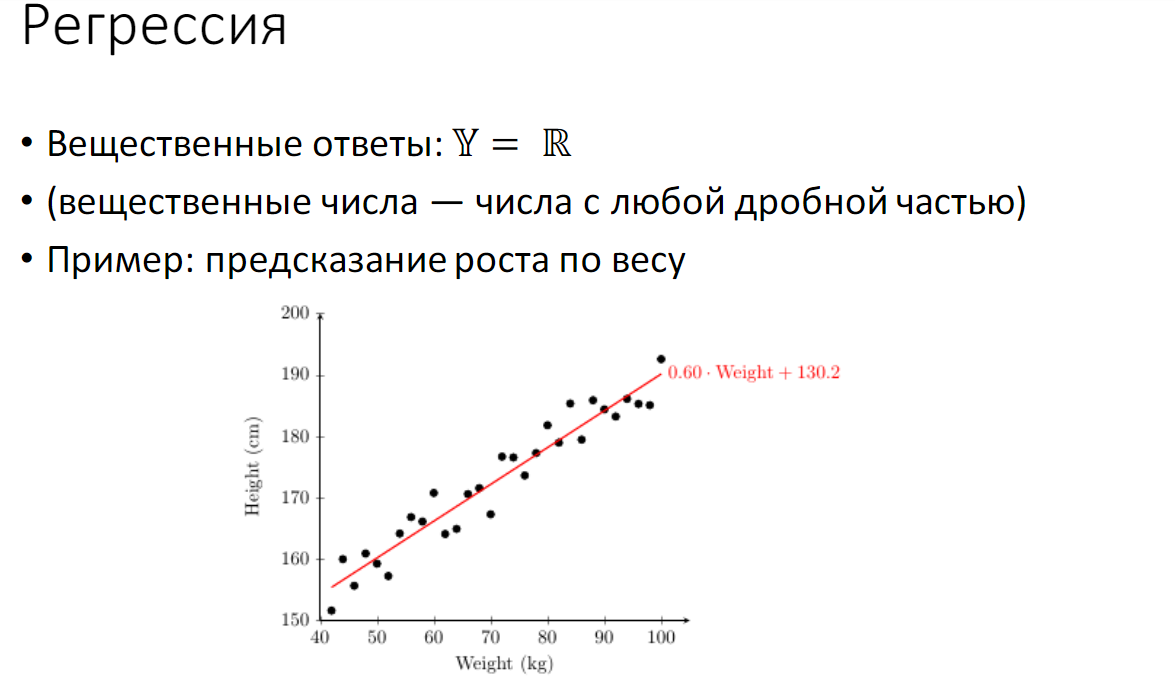 Регрессия
• Вещественные ответы: 𝕐 = ℝ
• (вещественные числа — числа с любой дробной частью)
• Пример: предсказание роста по весу
200
190
180
170
160
150
Height (cm)
0.60 · Weight + 130.2
40 50 60 70 80 90 100
Weight (kg)